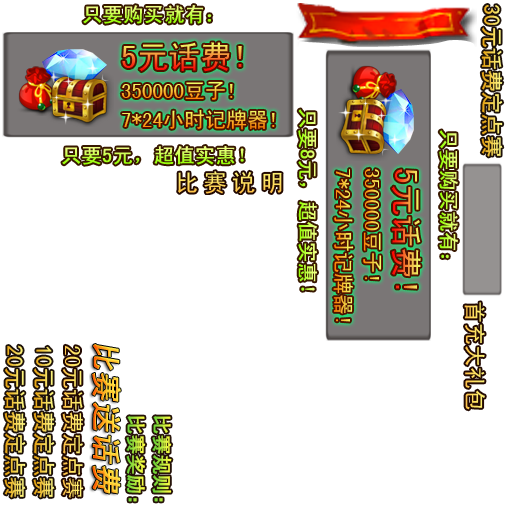 只要购买就有：
5元话费！
350000豆子！
7*24小时记牌器！
只要5元，超值实惠！
比赛说明
30元话费定点赛
只要购买就有：
5元话费！
350000豆子！
7*24小时记牌器！
只要8元，超值实惠！
首充大礼包
比赛规则：
比赛奖励：
比赛送话费
20元话费定点赛
10元话费定点赛
20元话费定点赛